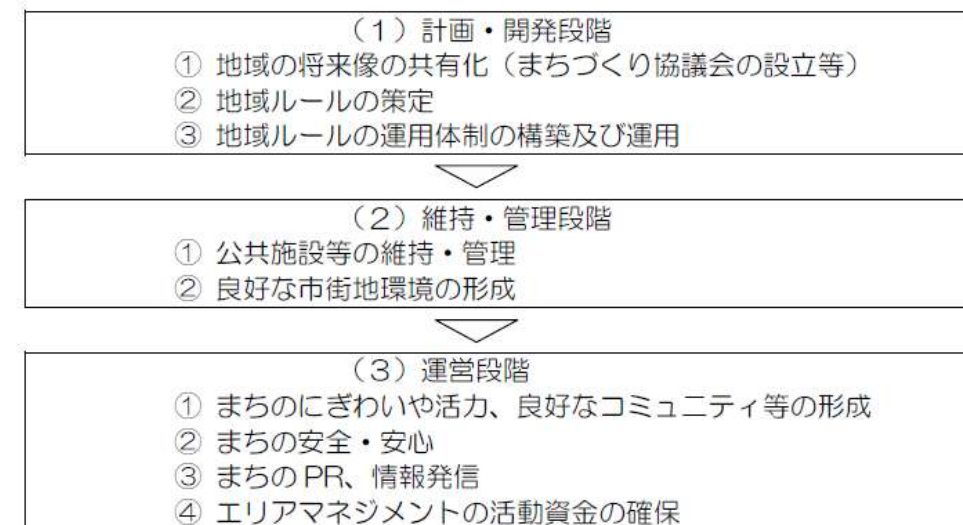 (1)計画・開発段階
① 地域の将来像の共有化(まちづくり協議会の設立等)
② 地域ルールの策定
③ 地域ルールの運用体制の構築及び運用
(2)維持・管理段階
① 公共施設等の維持・管理
② 良好な市街地環境の形成
(3)運営段階
① まちのにぎわいや活力、良好なコミュニティ等の形成
② まちの安全・安心
③ まちの PR、情報発信
④ エリアマネジメントの活動資金の確保